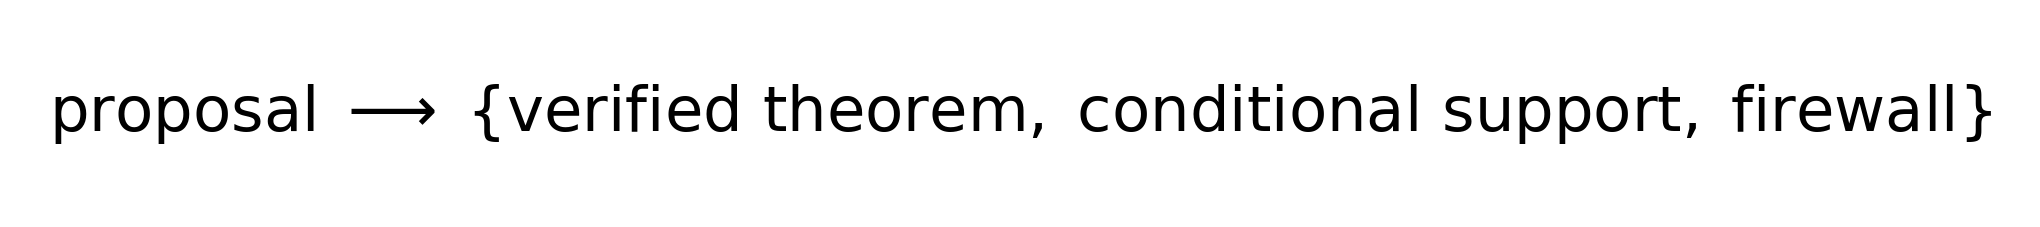 proposal ⟶ {verified theorem, conditional support, firewall}